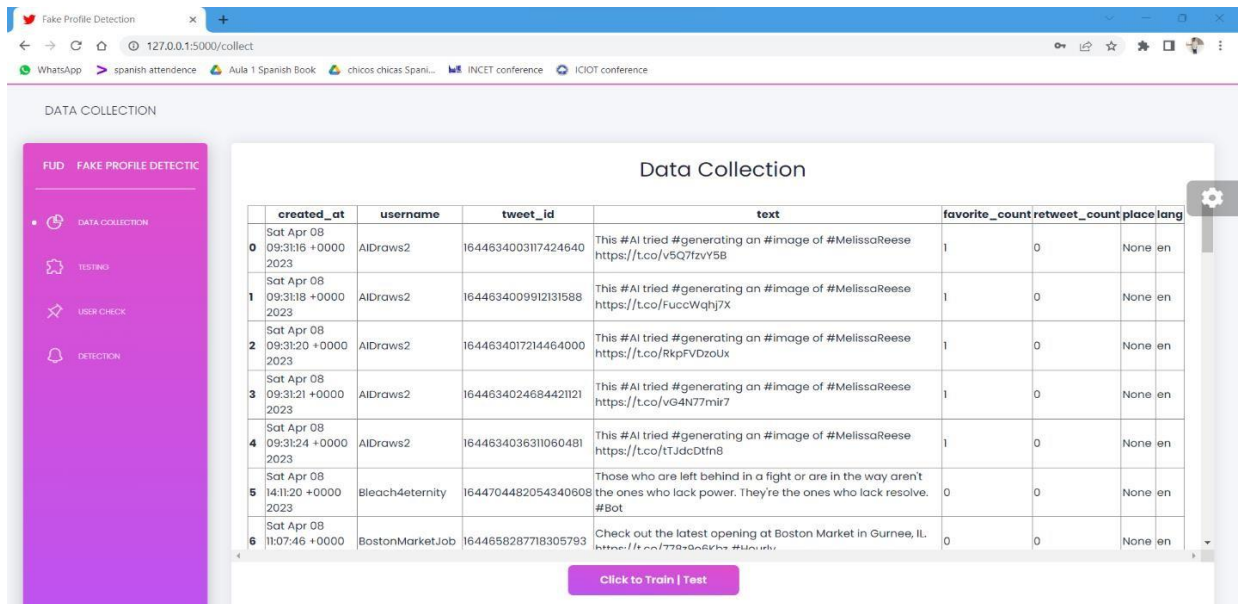 Fake Profile Detection
127.0.0.1:5000/collect
WhatsApp spanish attendence Aula 1 Spanish Book chicos chicas Spani... INCET conference ICIOT conference
DATA COLLECTION
FUD FAKE PROFILE DETECTIC
DATA COLLECTION
TESTING
USER CHECK
DETECTION
Data Collection
created_at username tweet_id text favorite_count retweet_count place lang
0 Sat Apr 08 09:31:16 +0000 2023 AIDraws2 1644634003117424640 This #AI tried #generating an #image of #MelissaReese https://t.co/v5Q7fzvY5B 1 0 None en
1 Sat Apr 08 09:31:18 +0000 2023 AIDraws2 1644634009912131588 This #AI tried #generating an #image of #MelissaReese https://t.co/FuccWqhj7X 1 0 None en
2 Sat Apr 08 09:31:20 +0000 2023 AIDraws2 1644634017214464000 This #AI tried #generating an #image of #MelissaReese https://t.co/RkpFVDzoUx 1 0 None en
3 Sat Apr 08 09:31:21 +0000 2023 AIDraws2 1644634024684421121 This #AI tried #generating an #image of #MelissaReese https://t.co/vG4N77mir7 1 0 None en
4 Sat Apr 08 09:31:24 +0000 2023 AIDraws2 1644634036311060481 This #AI tried #generating an #image of #MelissaReese https://t.co/tTJdcDtfn8 1 0 None en
5 Sat Apr 08 14:11:20 +0000 2023 Bleach4eternity 1644704482054340608 Those who are left behind in a fight or are in the way aren't the ones who lack power. They're the ones who lack resolve. #Bot 0 0 None en
6 Sat Apr 08 11:07:46 +0000 BostonMarketJob 1644658287718305793 Check out the latest opening at Boston Market in Gurnee, IL. #Hourly 0 0 None en
Click to Train | Test